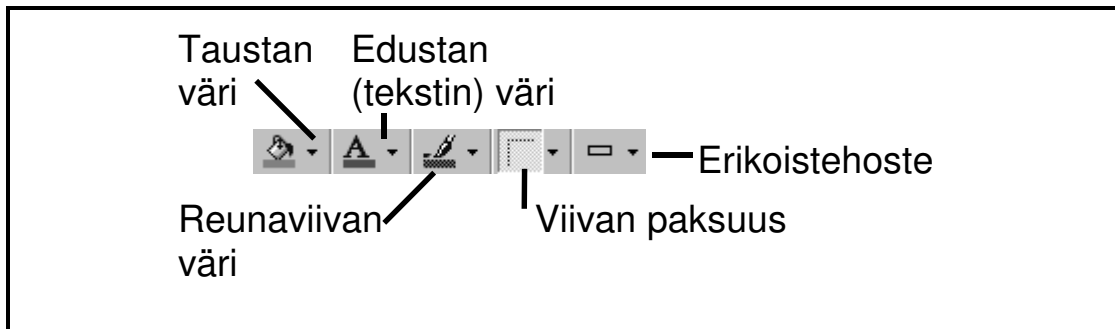 Taustan
väri
Edustan
(tekstin) väri
A
Erikoistehoste
Reunaviivan
väri
Viivan paksuus